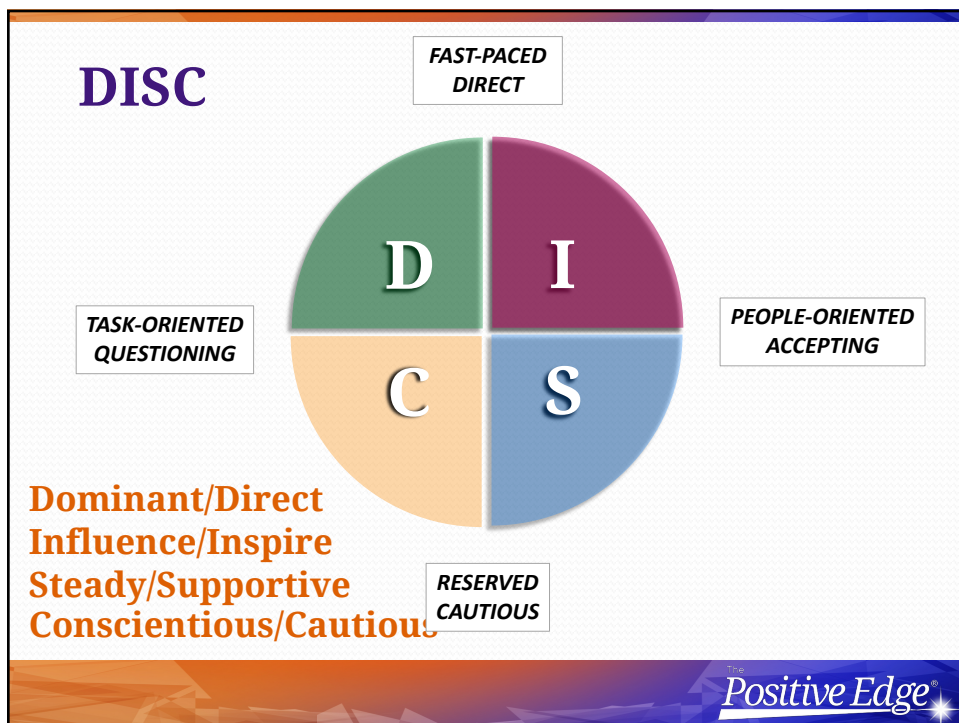 DISC
FAST-PACED
DIRECT
D
I
TASK-ORIENTED
QUESTIONING
PEOPLE-ORIENTED
ACCEPTING
C
S
Dominant/Direct
Influence/Inspire
Steady/Supportive
Conscientious/Cautious
RESERVED
CAUTIOUS
The
Positive Edge®